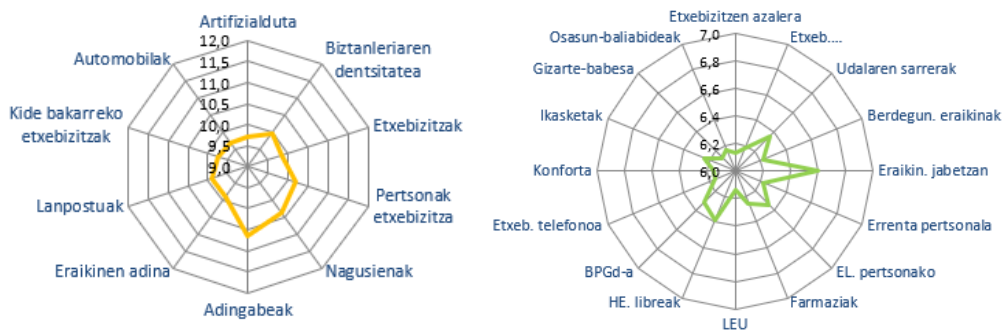 Artifizialduta
Biztanleriaren
dentsitatea
Etxebizitzak
Pertsonak
etxebizitza
Nagusienak
Adingabeak
Eraikinen adina
Lanpostuak
Kide bakarreko
etxebizitzak
Automobilak
12,0
11,5
11,0
10,5
10,0
9,5
9,0
Etxebizitzen azalera
Etxeb....
Udalaren sarrerak
Berdegun. eraikinak
Eraikin. jabetzan
Errenta pertsonala
EL. pertsonako
Farmaziak
LEU
HE. libreak
BPGd-a
Etxeb. telefonoa
Konforta
Ikasketak
Gizarte-babesa
Osasun-baliabideak
7,0
6,8
6,6
6,4
6,2
6,0